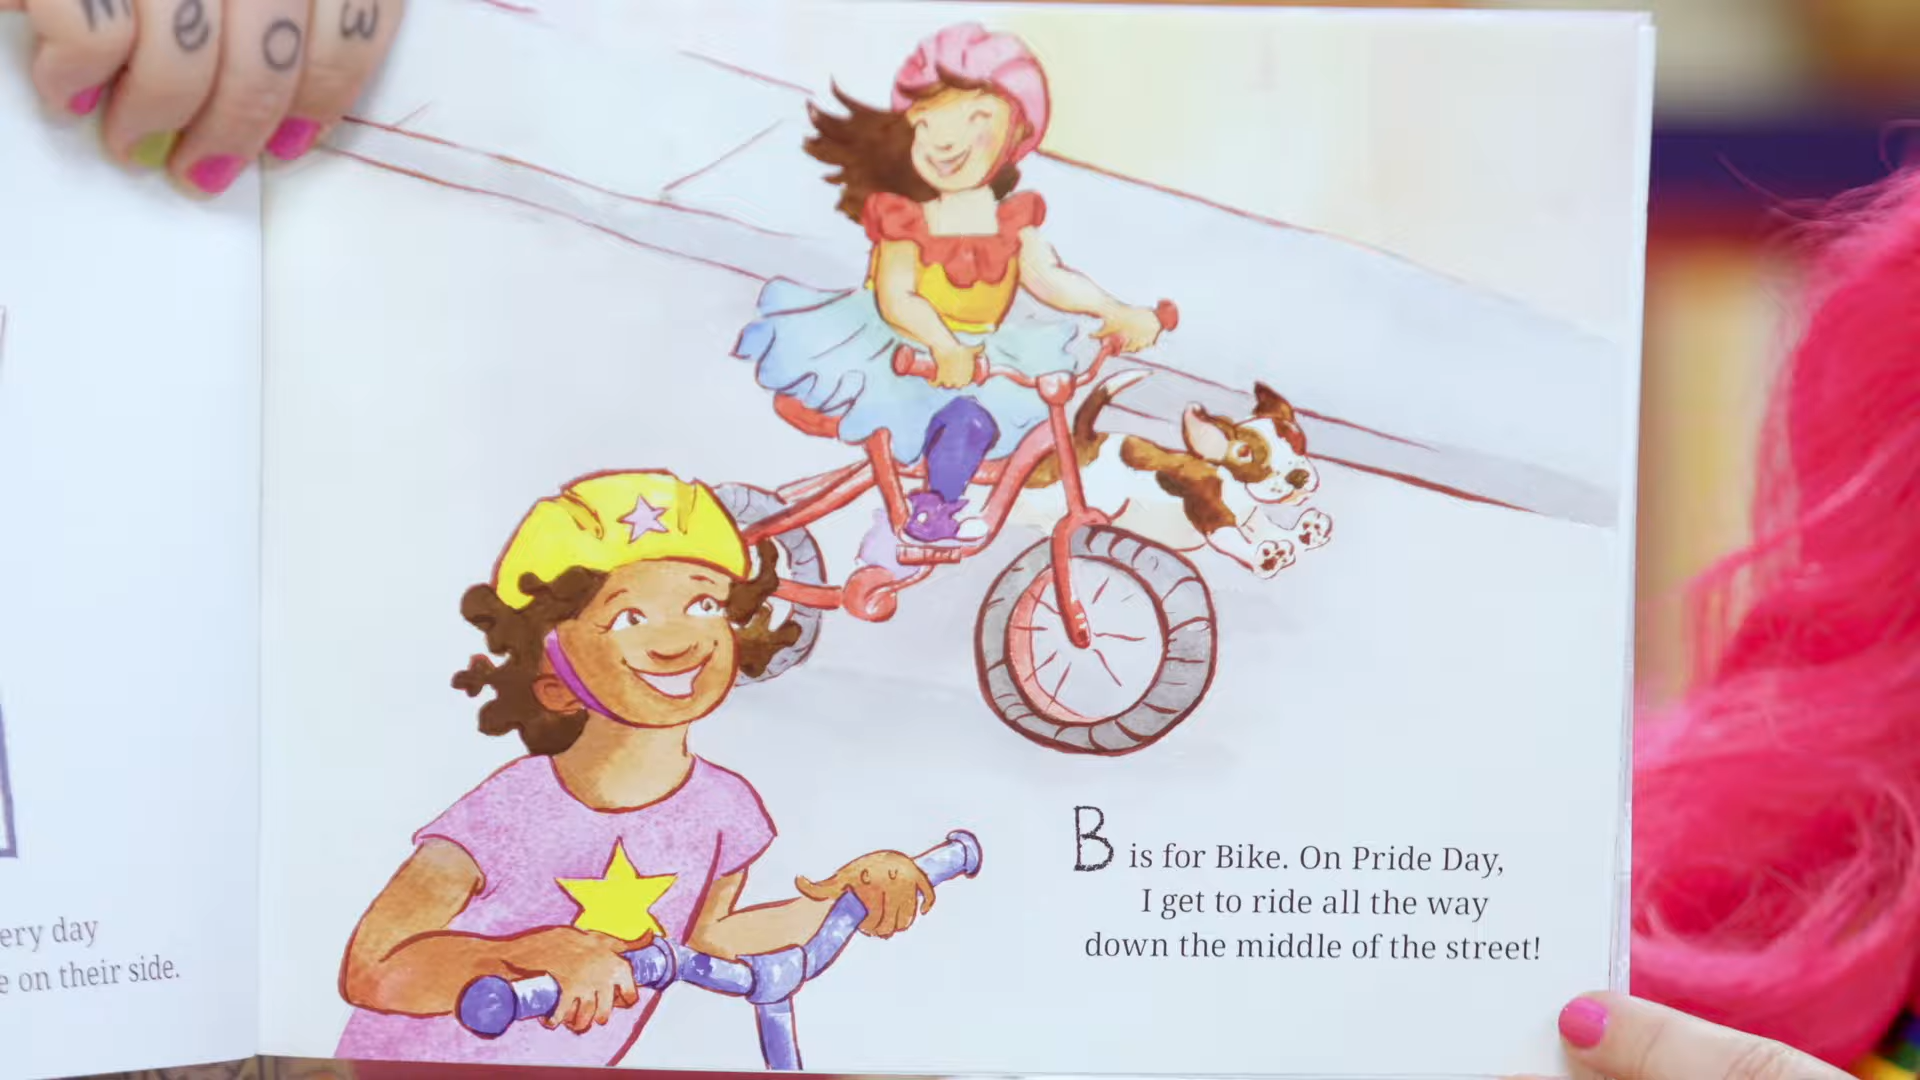 meow
ery day
e on their side.
B is for Bike. On Pride Day,
I get to ride all the way
down the middle of the street!